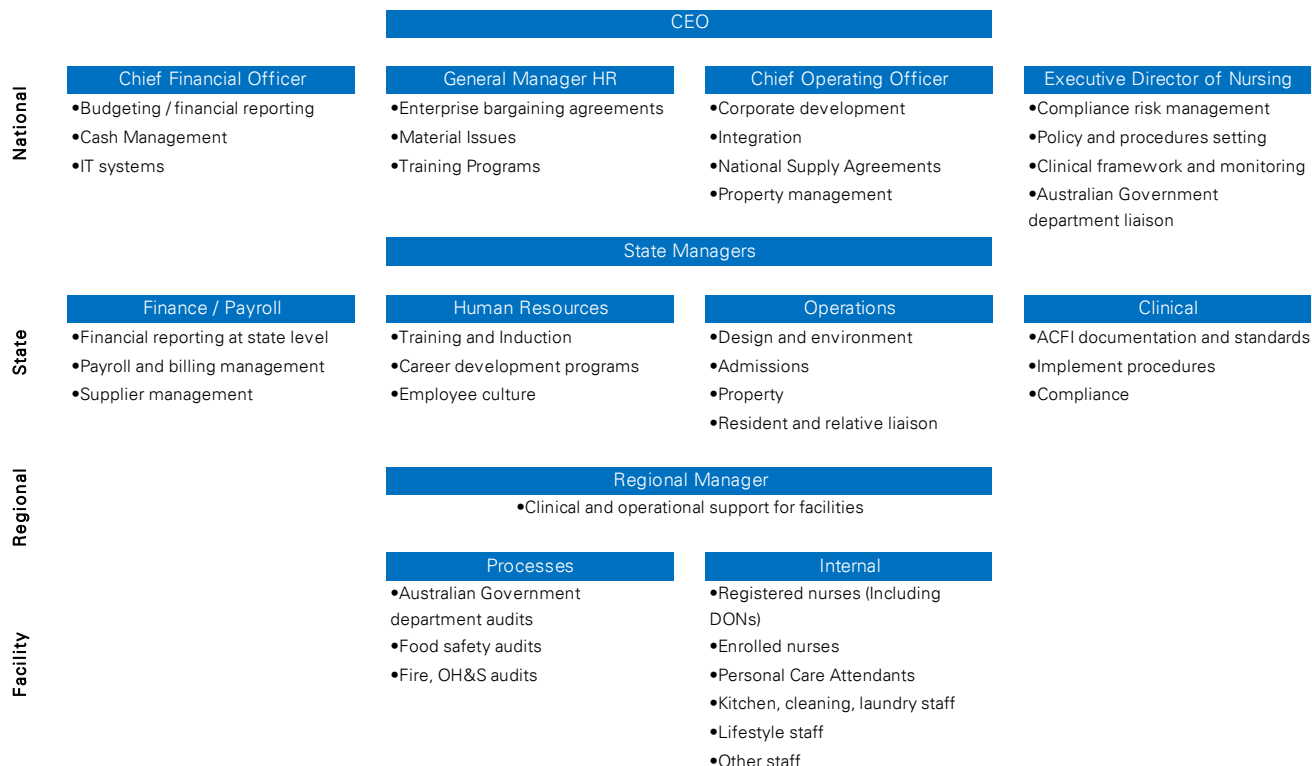 CEO
National
Chief Financial Officer
•Budgeting / financial reporting
•Cash Management
•IT systems
General Manager HR
•Enterprise bargaining agreements
•Material Issues
•Training Programs
Chief Operating Officer
•Corporate development
•Integration
•National Supply Agreements
•Property management
Executive Director of Nursing
•Compliance risk management
•Policy and procedures setting
•Clinical framework and monitoring
•Australian Government
department liaison
State Managers
State
Finance / Payroll
•Financial reporting at state level
•Payroll and billing management
•Supplier management
Human Resources
•Training and Induction
•Career development programs
•Employee culture
Operations
•Design and environment
•Admissions
•Property
•Resident and relative liaison
Clinical
•ACFI documentation and standards
•Implement procedures
•Compliance
Regional
Regional Manager
•Clinical and operational support for facilities
Facility
Processes
•Australian Government
department audits
•Food safety audits
•Fire, OH&S audits
Internal
•Registered nurses (Including
DONs)
•Enrolled nurses
•Personal Care Attendants
•Kitchen, cleaning, laundry staff
•Lifestyle staff
•Other staff